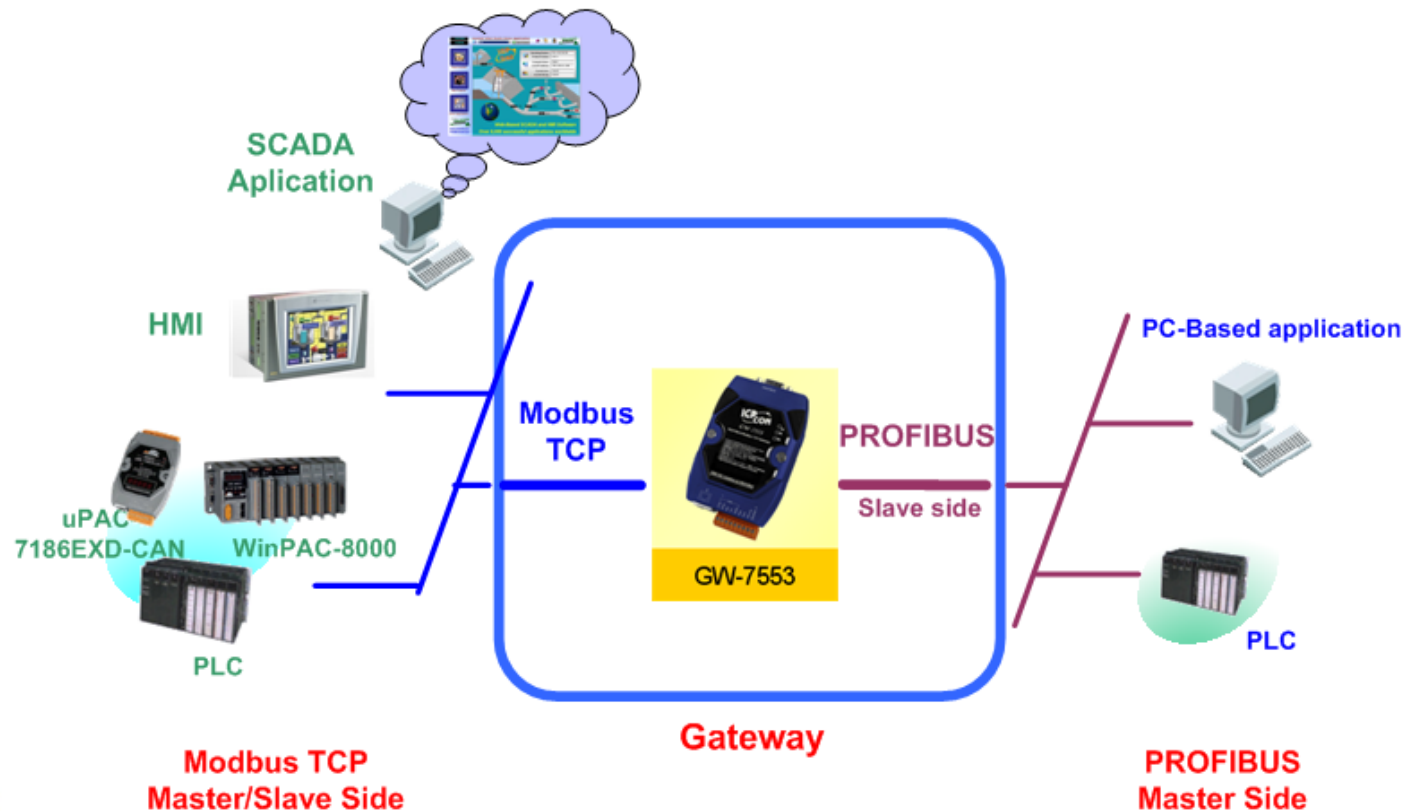 SCADA
Aplication
HMI
uPAC
7186EXD-CAN
WinPAC-8000
PLC
Modbus TCP
Master/Slave Side
Modbus
TCP
GW-7553
PROFIBUS
Slave side
Gateway
PC-Based application
PLC
PROFIBUS
Master Side